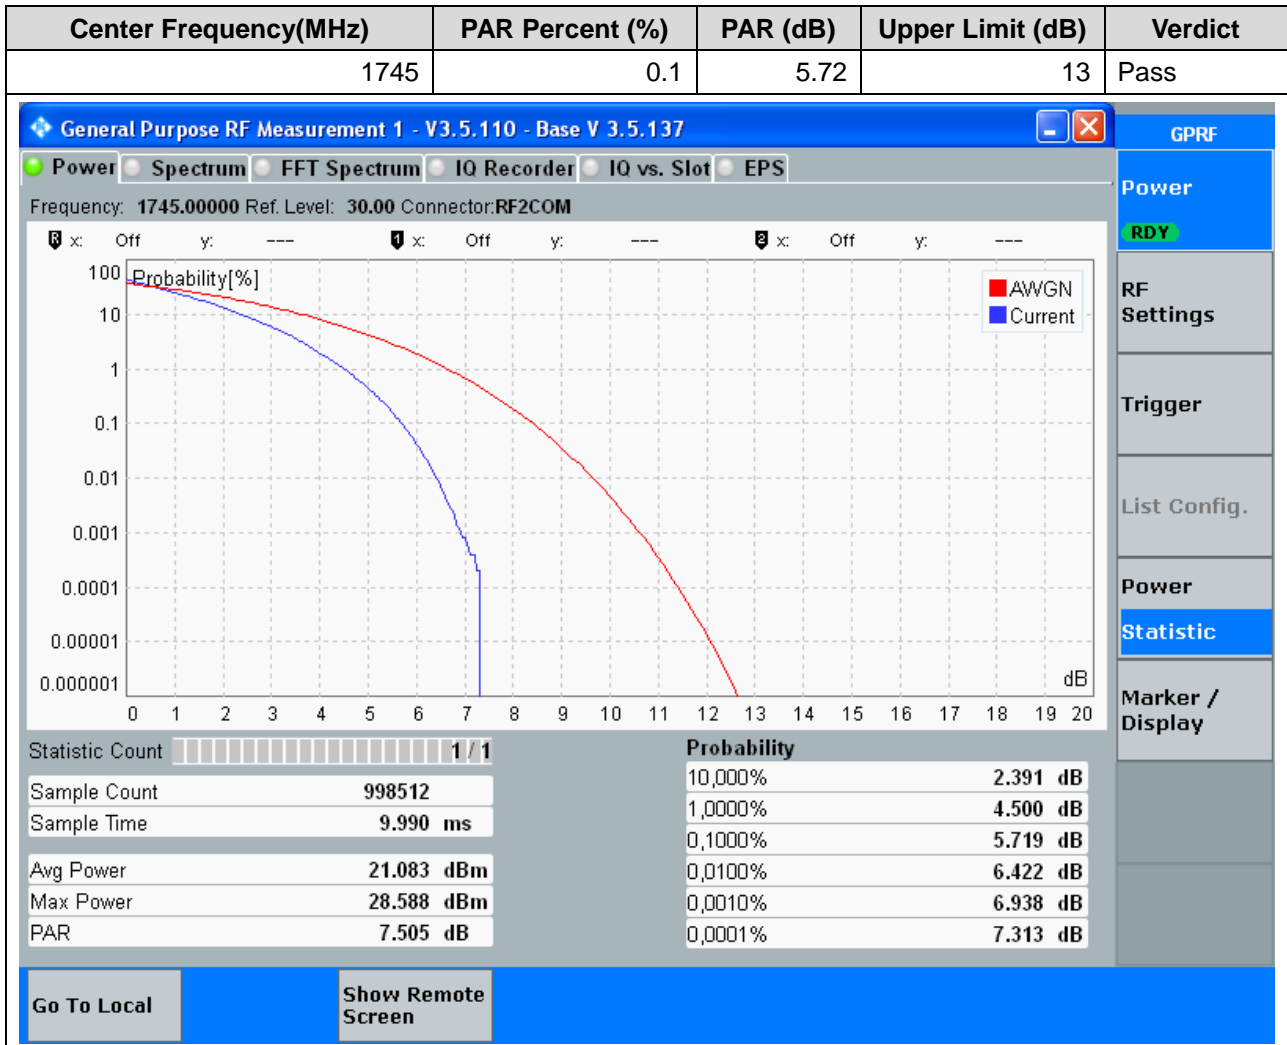 Center Frequency(MHz) PAR Percent (%) PAR (dB) Upper Limit (dB) Verdict
1745 0.1 5.72 13 Pass
General Purpose RF Measurement 1 - V3.5.110 - Base V 3.5.137
GPRF
Power Spectrum FFT Spectrum IQ Recorder IQ vs. Slot EPS
Power
RDY
Frequency: 1745.00000 Ref. Level: 30.00 Connector:RF2COM
R x: Off y: --- 1 x: Off y: --- 2 x: Off y: ---
Probability[%]
AWGN
Current
100
10
1
0.1
0.01
0.001
0.0001
0.00001
0.000001
dB
0 1 2 3 4 5 6 7 8 9 10 11 12 13 14 15 16 17 18 19 20
RF
Settings
Trigger
List Config.
Power
Statistic
Marker /
Display
Statistic Count 1 / 1
Sample Count 998512
Sample Time 9.990 ms
Avg Power 21.083 dBm
Max Power 28.588 dBm
PAR 7.505 dB
Probability
10,000% 2.391 dB
1,0000% 4.500 dB
0,1000% 5.719 dB
0,0100% 6.422 dB
0,0010% 6.938 dB
0,0001% 7.313 dB
Go To Local
Show Remote
Screen